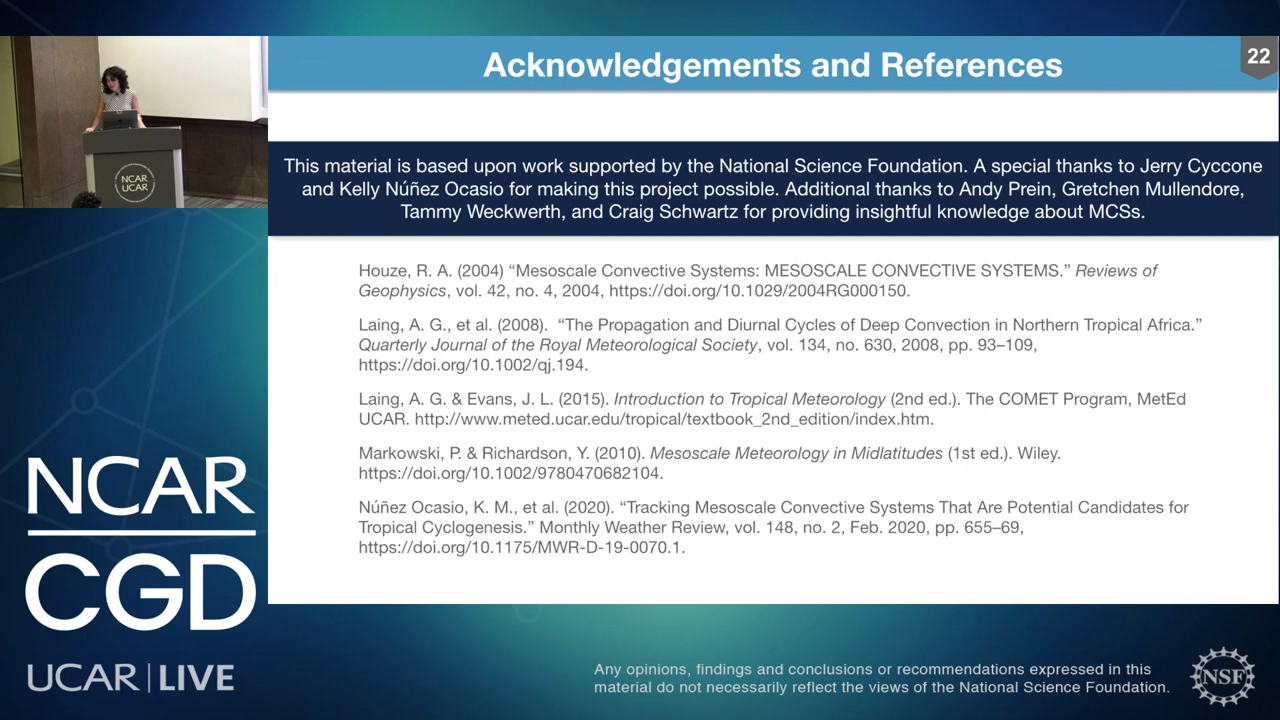 Acknowledgements and References
22
NCAR
UCAR
This material is based upon work supported by the National Science Foundation. A special thanks to Jerry Cyccone
and Kelly Núñez Ocasio for making this project possible. Additional thanks to Andy Prein, Gretchen Mullendore,
Tammy Weckwerth, and Craig Schwartz for providing insightful knowledge about MCSs.
Houze, R. A. (2004) “Mesoscale Convective Systems: MESOSCALE CONVECTIVE SYSTEMS.” Reviews of
Geophysics, vol. 42, no. 4, 2004, https://doi.org/10.1029/2004RG000150.
Laing, A. G., et al. (2008). “The Propagation and Diurnal Cycles of Deep Convection in Northern Tropical Africa.”
Quarterly Journal of the Royal Meteorological Society, vol. 134, no. 630, 2008, pp. 93–109,
https://doi.org/10.1002/qj.194.
Laing, A. G. & Evans, J. L. (2015). Introduction to Tropical Meteorology (2nd ed.). The COMET Program, MetEd
UCAR. http://www.meted.ucar.edu/tropical/textbook_2nd_edition/index.htm.
Markowski, P. & Richardson, Y. (2010). Mesoscale Meteorology in Midlatitudes (1st ed.). Wiley.
https://doi.org/10.1002/9780470682104.
Núñez Ocasio, K. M., et al. (2020). “Tracking Mesoscale Convective Systems That Are Potential Candidates for
Tropical Cyclogenesis.” Monthly Weather Review, vol. 148, no. 2, Feb. 2020, pp. 655–69,
https://doi.org/10.1175/MWR-D-19-0070.1.
NCAR
CGD
UCAR | LIVE
Any opinions, findings and conclusions or recommendations expressed in this
material do not necessarily reflect the views of the National Science Foundation.
NSF